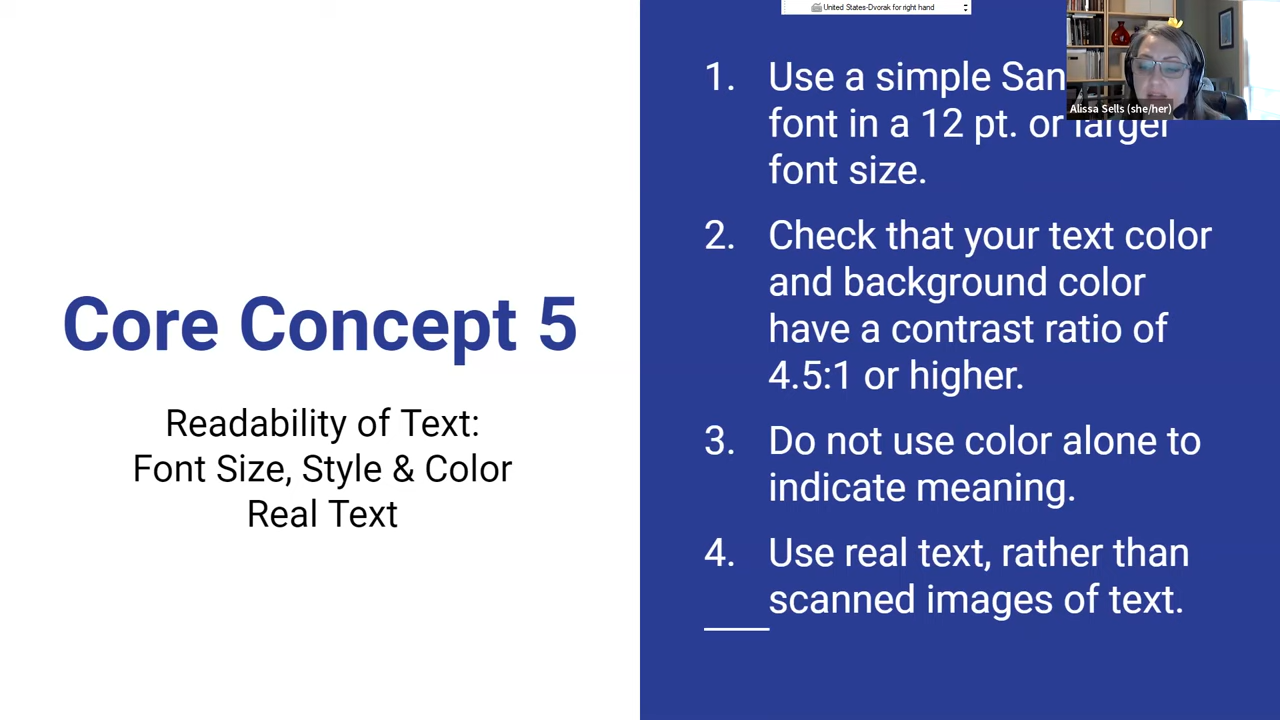 United States-Dvorak for right hand
Alissa Sells (she/her)
Core Concept 5
Readability of Text:
Font Size, Style & Color
Real Text
1. Use a simple San
font in a 12 pt. or larger
font size.
2. Check that your text color
and background color
have a contrast ratio of
4.5:1 or higher.
3. Do not use color alone to
indicate meaning.
4. Use real text, rather than
scanned images of text.